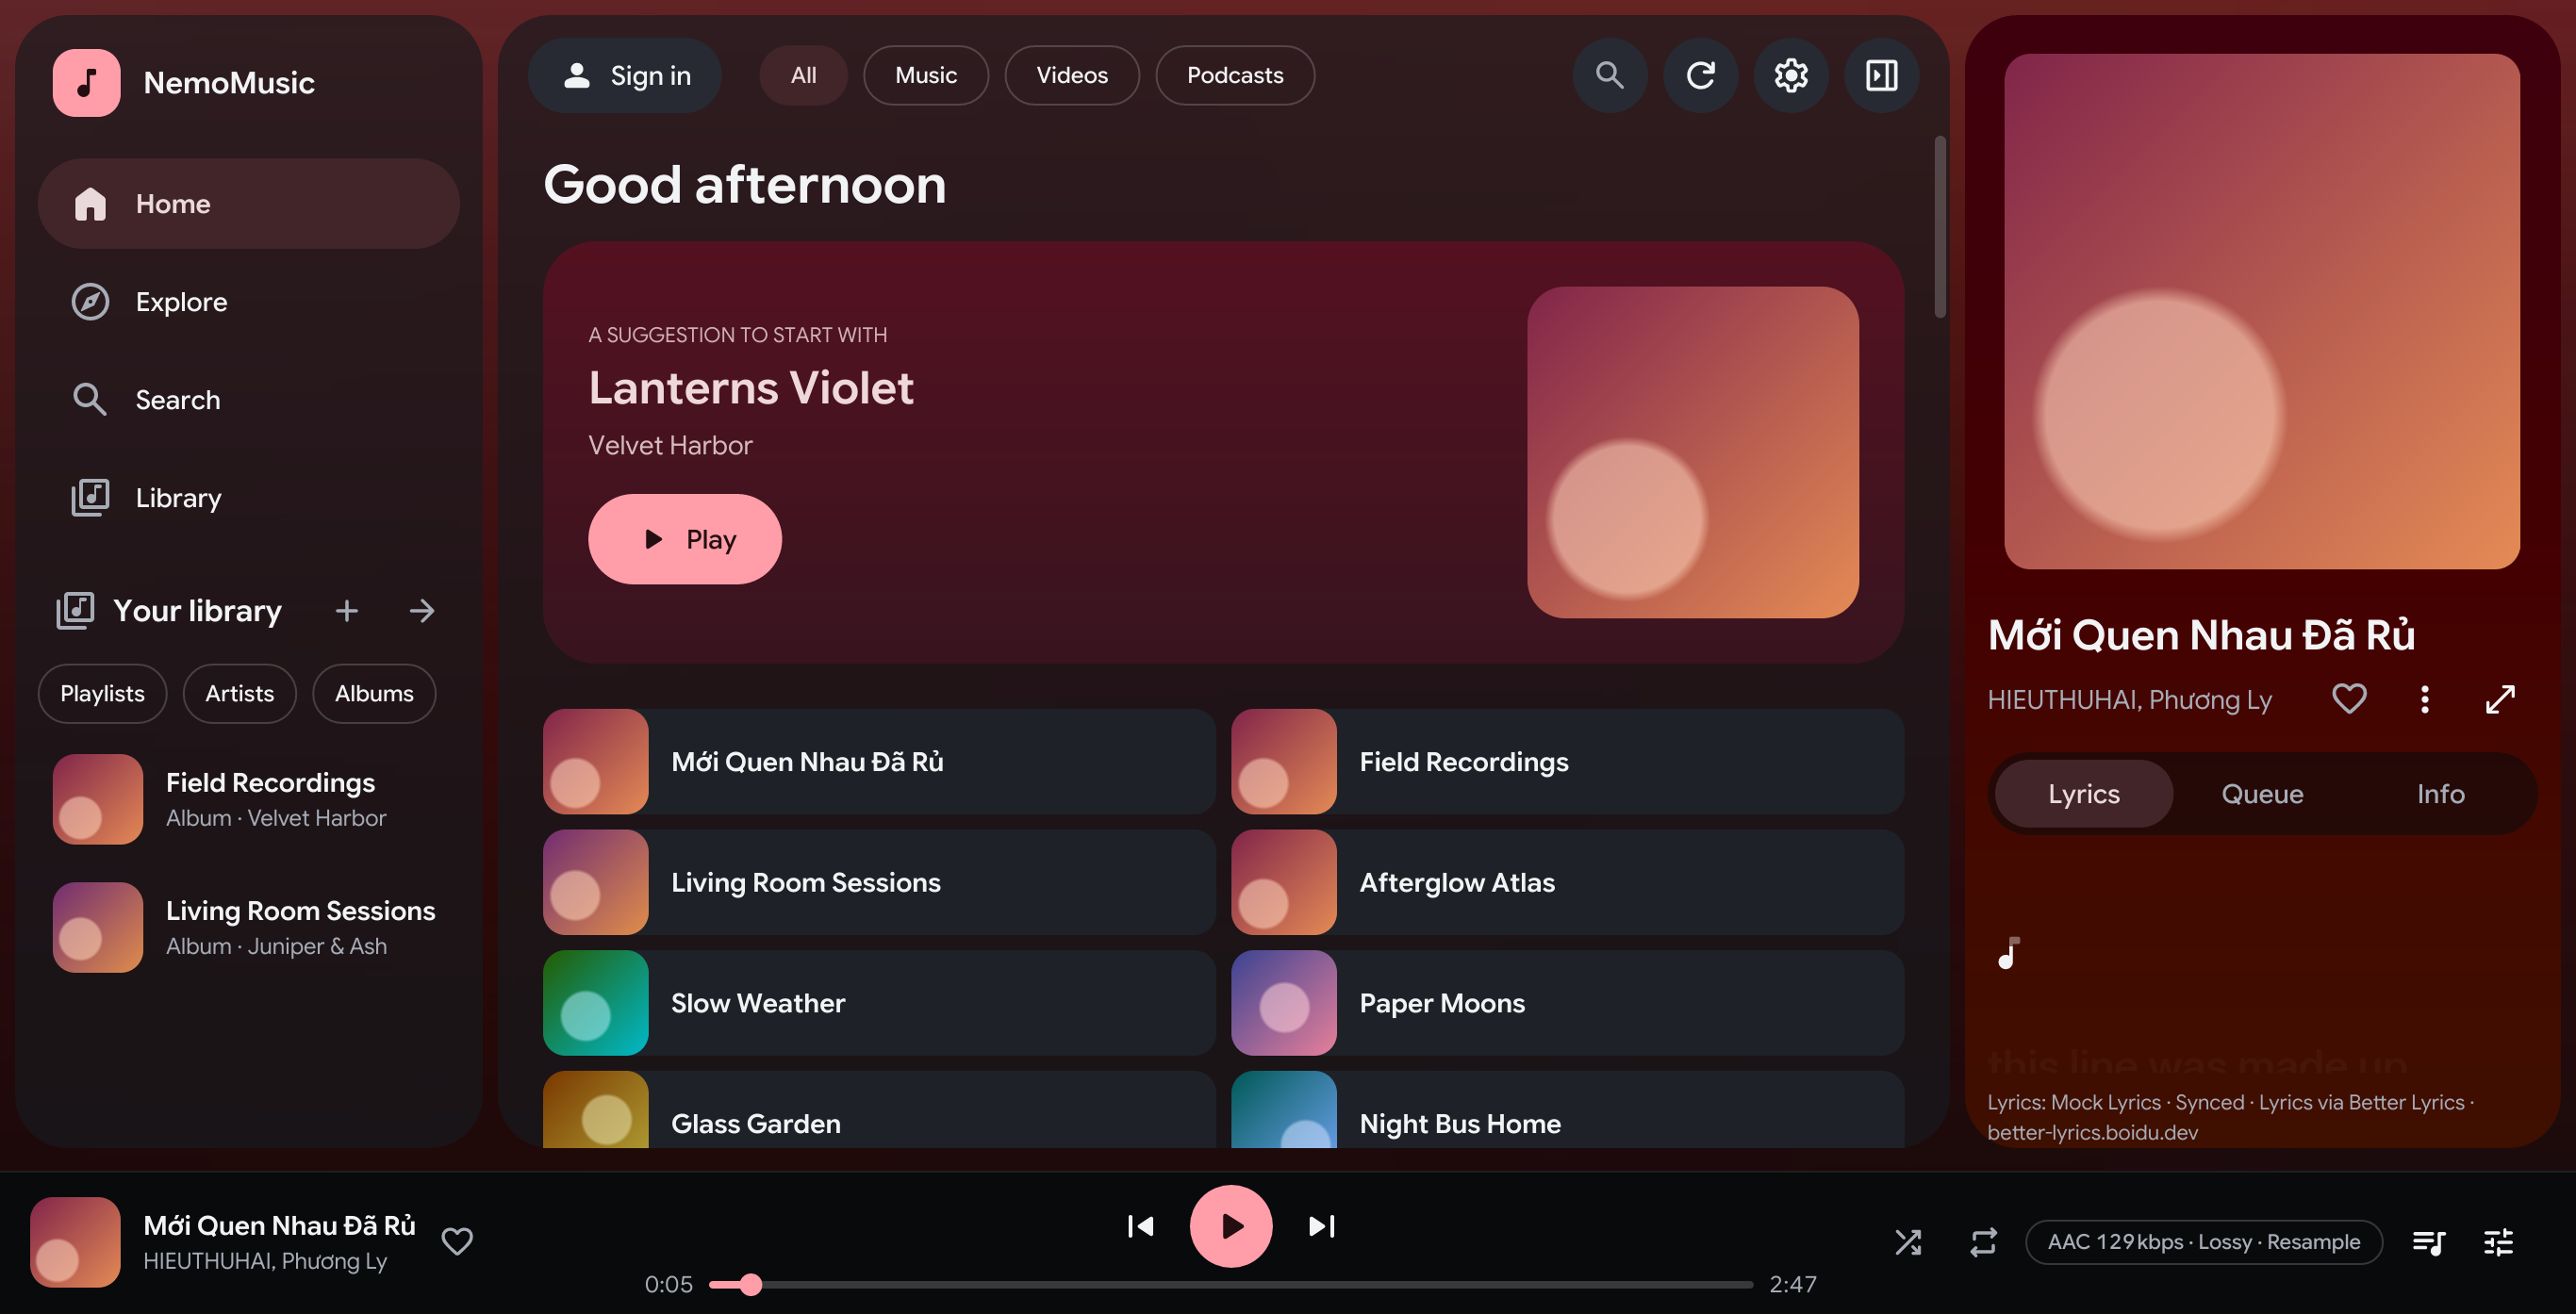 NemoMusic
Home
Explore
Search
Library
Your library
Playlists
Artists
Albums
Field Recordings
Album · Velvet Harbor
Living Room Sessions
Album · Juniper & Ash
Sign in
All
Music
Videos
Podcasts
Good afternoon
A SUGGESTION TO START WITH
Lanterns Violet
Velvet Harbor
Play
Mới Quen Nhau Đã Rủ
Field Recordings
Living Room Sessions
Afterglow Atlas
Slow Weather
Paper Moons
Glass Garden
Night Bus Home
Mới Quen Nhau Đã Rủ
HIEUTHUHAI, Phương Ly
Lyrics
Queue
Info
this line was made up
Lyrics: Mock Lyrics · Synced · Lyrics via Better Lyrics ·
better-lyrics.boidu.dev
Mới Quen Nhau Đã Rủ
HIEUTHUHAI, Phương Ly
0:05
2:47
AAC 129kbps · Lossy · Resample